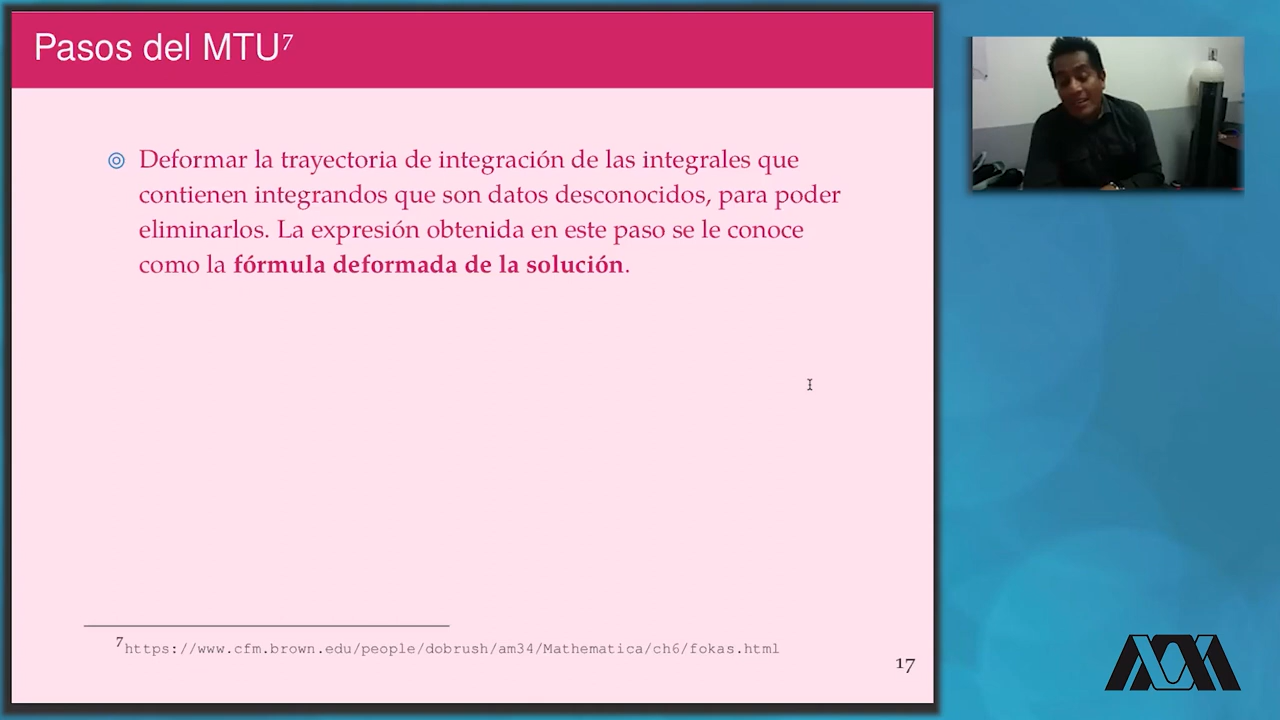 Pasos del MTU⁷
Deformar la trayectoria de integración de las integrales que
contienen integrandos que son datos desconocidos, para poder
eliminarlos. La expresión obtenida en este paso se le conoce
como la fórmula deformada de la solución.
⁷https://www.cfm.brown.edu/people/dobrush/am34/Mathematica/ch6/fokas.html
17